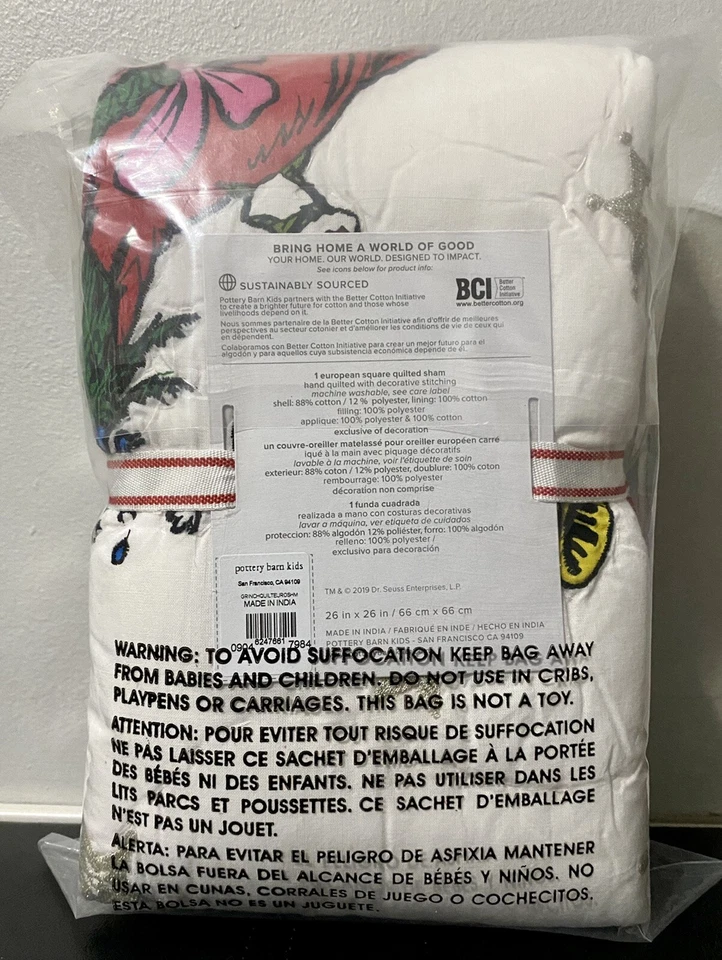 BRING HOME A WORLD OF GOOD
YOUR HOME. OUR WORLD. DESIGNED TO IMPACT.
See icons below for product info:
SUSTAINABLY SOURCED
BCI Better Cotton Initiative
www.bettercotton.org
Pottery Barn Kids partners with the Better Cotton Initiative
to create a brighter future for cotton and those whose
livelihoods depend on it.
Nous sommes partenaire de la Better Cotton Initiative afin d'offrir de meilleures
perspectives au secteur cotonier et d'améliorer les conditions de vie de ceux qui
en dépendent.
Colaboramos con Better Cotton Initiative para crear un mejor futuro para el
algodón y para aquellos cuya subsistencia económica depende de él.
1 european square quilted sham
hand quilted with decorative stitching
machine washable, see care label
shell: 88% cotton / 12 % polyester, lining: 100% cotton
filling: 100% polyester
applique: 100% polyester & 100% cotton
exclusive of decoration
un couvre-oreiller matelassé pour oreiller européen carré
iqué à la main avec piquage décoratifs
lavable à la machine, voir l'étiquette de soin
exterieur: 88% coton / 12% polyester, doublure: 100% coton
rembourrage: 100% polyester
décoration non comprise
1 funda cuadrada
realizada a mano con costuras decorativas
lavar a máquina, ver etiqueta de cuidados
proteccion: 88% algodón 12% poliéster, forro: 100% algodón
relleno: 100% polyester /
exclusivo para decoración
pottery barn kids
San Francisco, CA 94109
GRINCHQUILTEUROSHM
MADE IN INDIA
0904 6247661 7984
TM & © 2019 Dr. Seuss Enterprises, L.P.
26 in x 26 in / 66 cm x 66 cm
MADE IN INDIA / FABRIQUÉ EN INDE / HECHO EN INDIA
POTTERY BARN KIDS - SAN FRANCISCO CA 94109
WARNING: TO AVOID SUFFOCATION KEEP BAG AWAY
FROM BABIES AND CHILDREN. DO NOT USE IN CRIBS,
PLAYPENS OR CARRIAGES. THIS BAG IS NOT A TOY.
ATTENTION: POUR EVITER TOUT RISQUE DE SUFFOCATION
NE PAS LAISSER CE SACHET D'EMBALLAGE À LA PORTÉE
DES BÉBÉS NI DES ENFANTS. NE PAS UTILISER DANS LES
LITS PARCS ET POUSSETTES. CE SACHET D'EMBALLAGE
N'EST PAS UN JOUET.
ALERTA: PARA EVITAR EL PELIGRO DE ASFIXIA MANTENER
LA BOLSA FUERA DEL ALCANCE DE BÉBÉS Y NIÑOS. NO
USAR EN CUNAS, CORRALES DE JUEGO O COCHECITOS.
ESTA BOLSA NO ES UN JUGUETE.